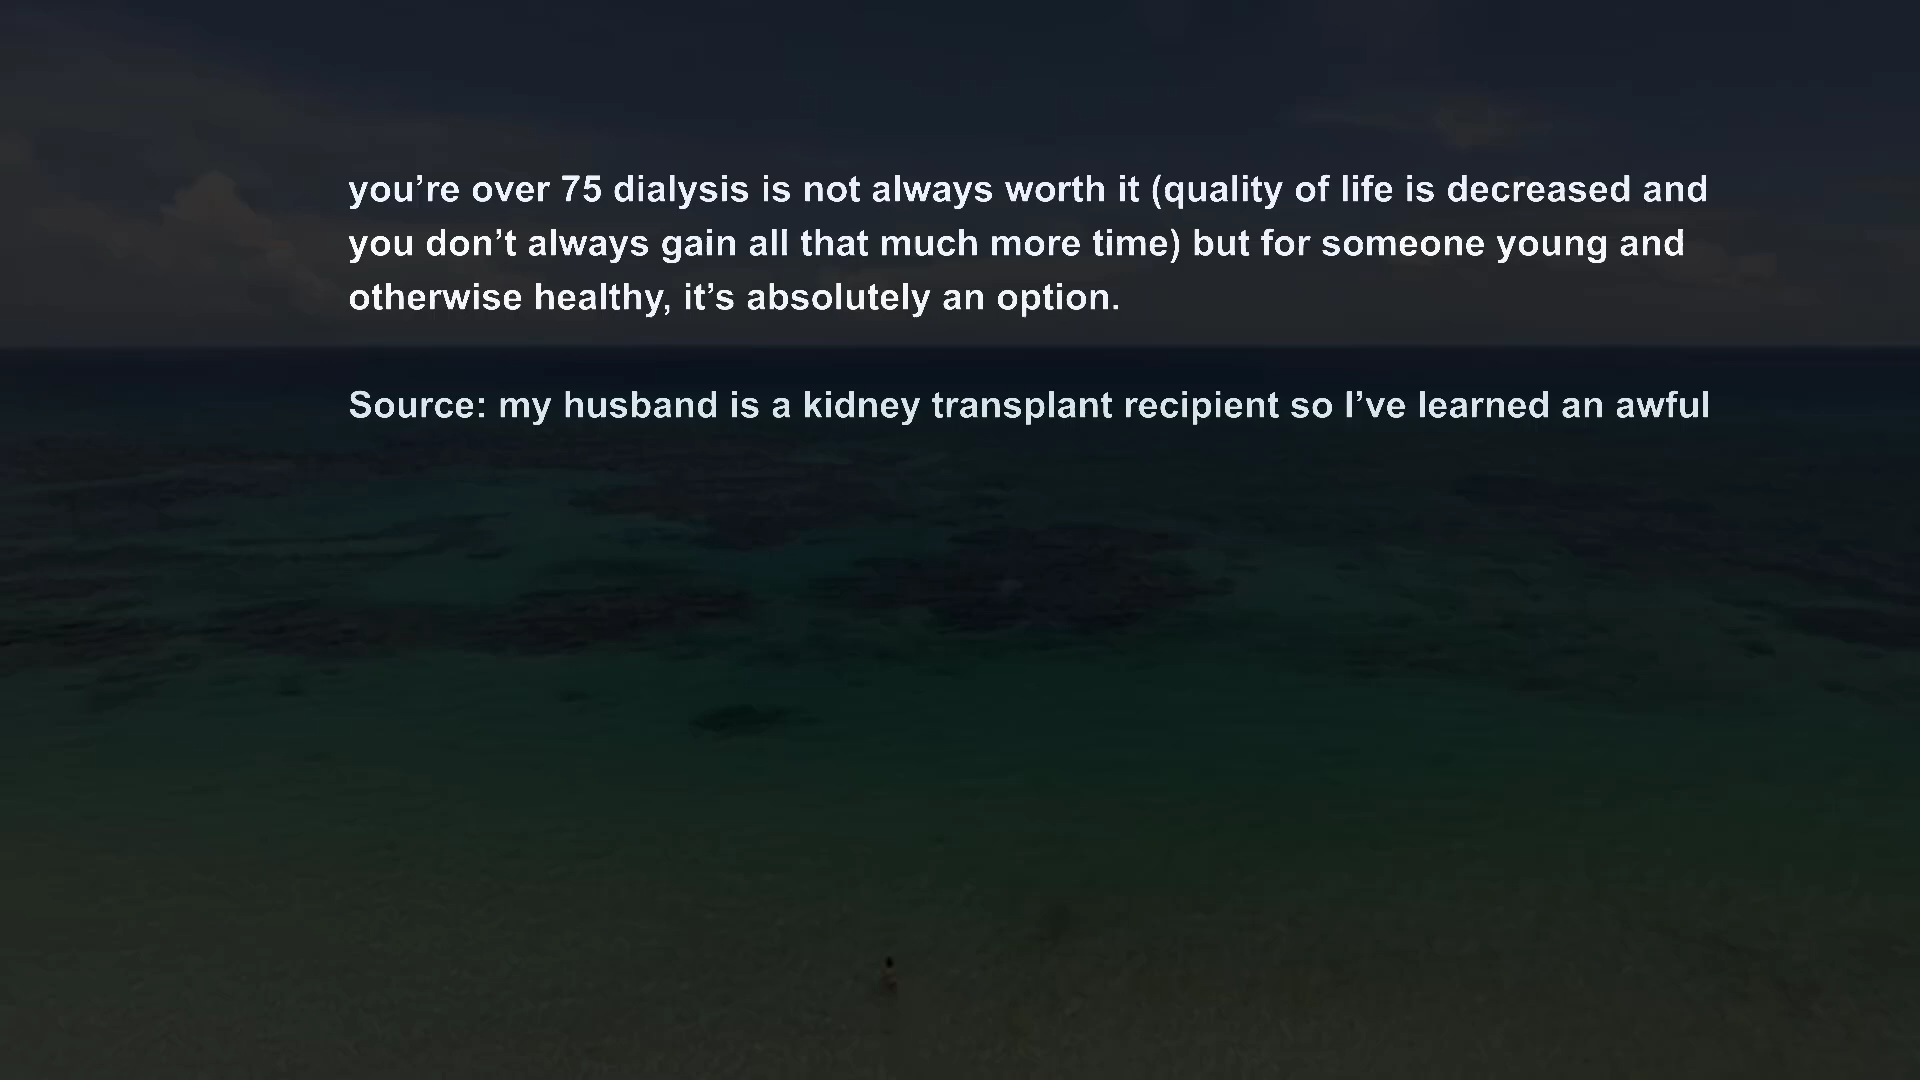 you’re over 75 dialysis is not always worth it (quality of life is decreased and
you don’t always gain all that much more time) but for someone young and
otherwise healthy, it’s absolutely an option.
Source: my husband is a kidney transplant recipient so I’ve learned an awful